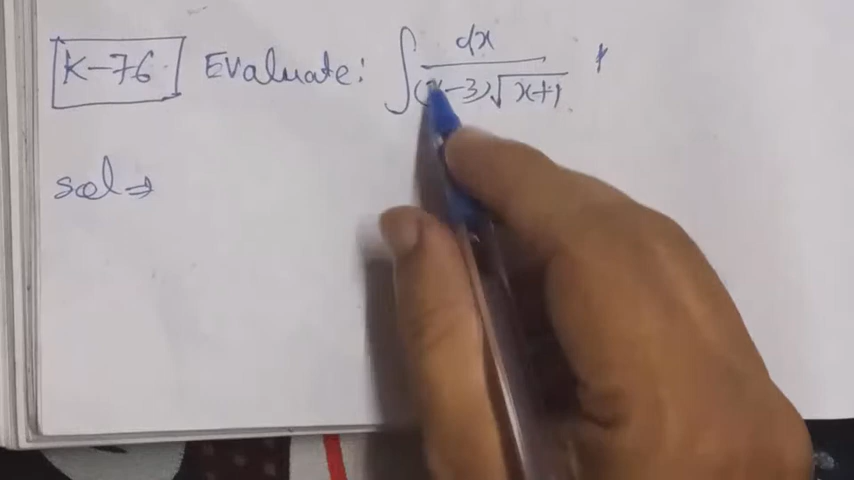 K-76 Evaluate: ∫ dx / (x-3)√x+1
sol ⇒